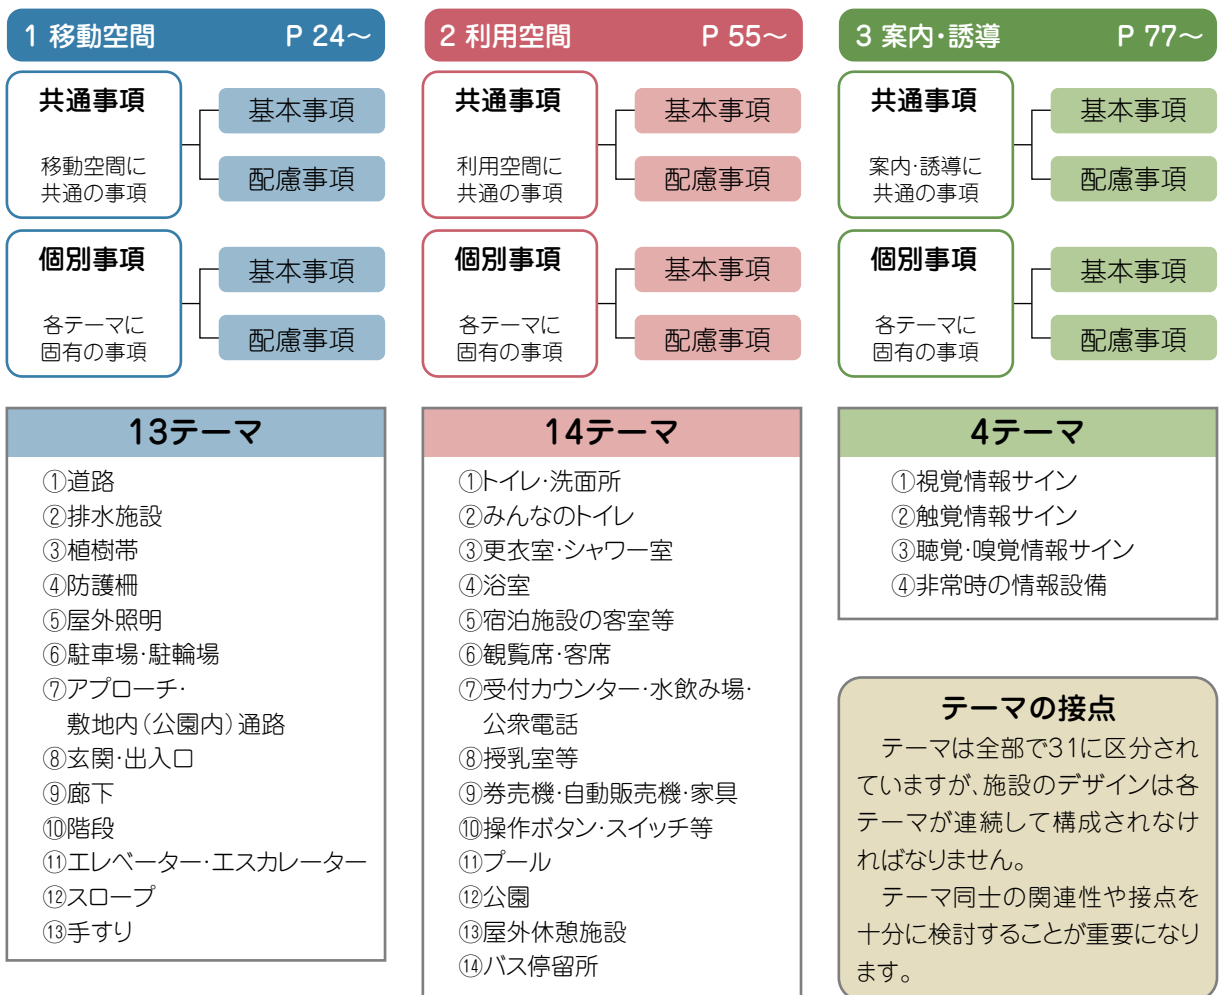 1 移動空間 P 24～
共通事項
移動空間に
共通の事項
基本事項
配慮事項
個別事項
各テーマに
固有の事項
基本事項
配慮事項
13テーマ
①道路
②排水施設
③植樹帯
④防護柵
⑤屋外照明
⑥駐車場･駐輪場
⑦アプローチ･
敷地内（公園内）通路
⑧玄関･出入口
⑨廊下
⑩階段
⑪エレベーター･エスカレーター
⑫スロープ
⑬手すり
2 利用空間 P 55～
共通事項
利用空間に
共通の事項
基本事項
配慮事項
個別事項
各テーマに
固有の事項
基本事項
配慮事項
14テーマ
①トイレ･洗面所
②みんなのトイレ
③更衣室･シャワー室
④浴室
⑤宿泊施設の客室等
⑥観覧席･客席
⑦受付カウンター･水飲み場･
公衆電話
⑧授乳室等
⑨券売機･自動販売機･家具
⑩操作ボタン･スイッチ等
⑪プール
⑫公園
⑬屋外休憩施設
⑭バス停留所
3 案内･誘導 P 77～
共通事項
案内･誘導に
共通の事項
基本事項
配慮事項
個別事項
各テーマに
固有の事項
基本事項
配慮事項
4テーマ
①視覚情報サイン
②触覚情報サイン
③聴覚･嗅覚情報サイン
④非常時の情報設備
テーマの接点
テーマは全部で31に区分され
ていますが、施設のデザインは各
テーマが連続して構成されなけ
ればなりません。
テーマ同士の関連性や接点を
十分に検討することが重要になり
ます。